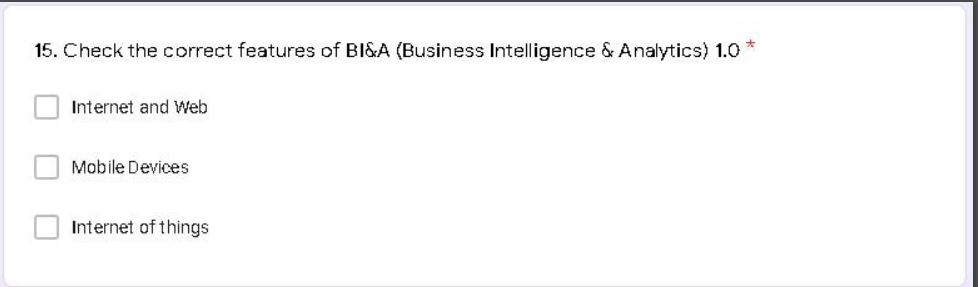 15. Check the correct features of BI&A (Business Intelligence & Analytics) 1.0 *
Internet and Web
Mobile Devices
Internet of things